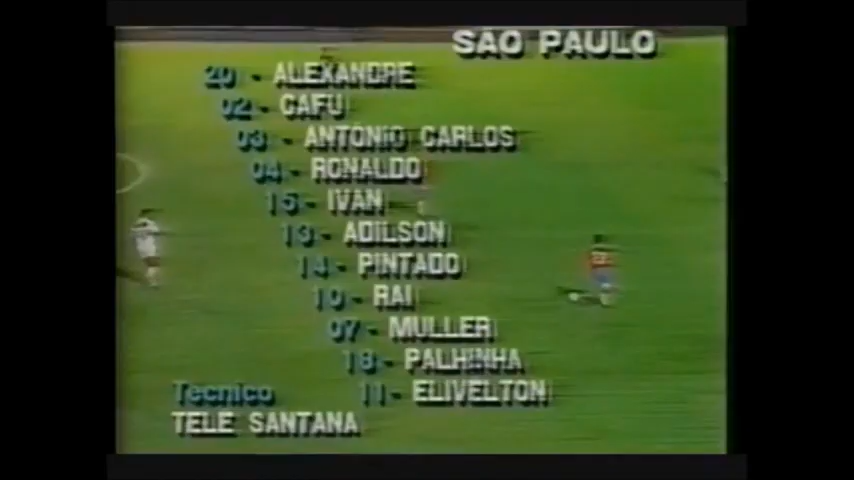 SÃO PAULO
20 - ALEXANDRE
02 - CAFU
03 - ANTÔNIO CARLOS
04 - RONALDO
15 - IVAN
13 - ADILSON
14 - PINTADO
10 - RAI
07 - MULLER
18 - PALHINHA
11 - ELIVELTON
Tecnico
TELE SANTANA